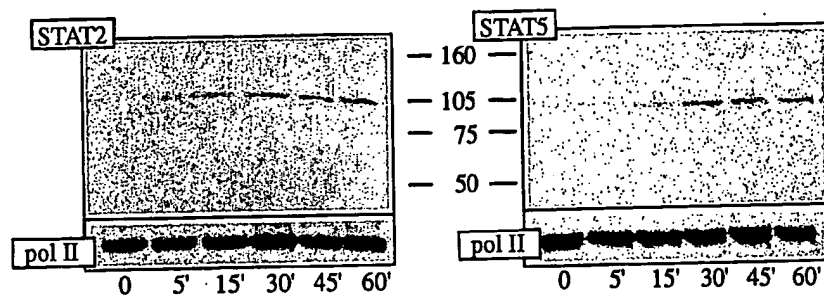 STAT2
STAT5
— 160
— 105 —
— 75 —
— 50 —
pol II
pol II
0 5' 15' 30' 45' 60'
0 5' 15' 30' 45' 60'